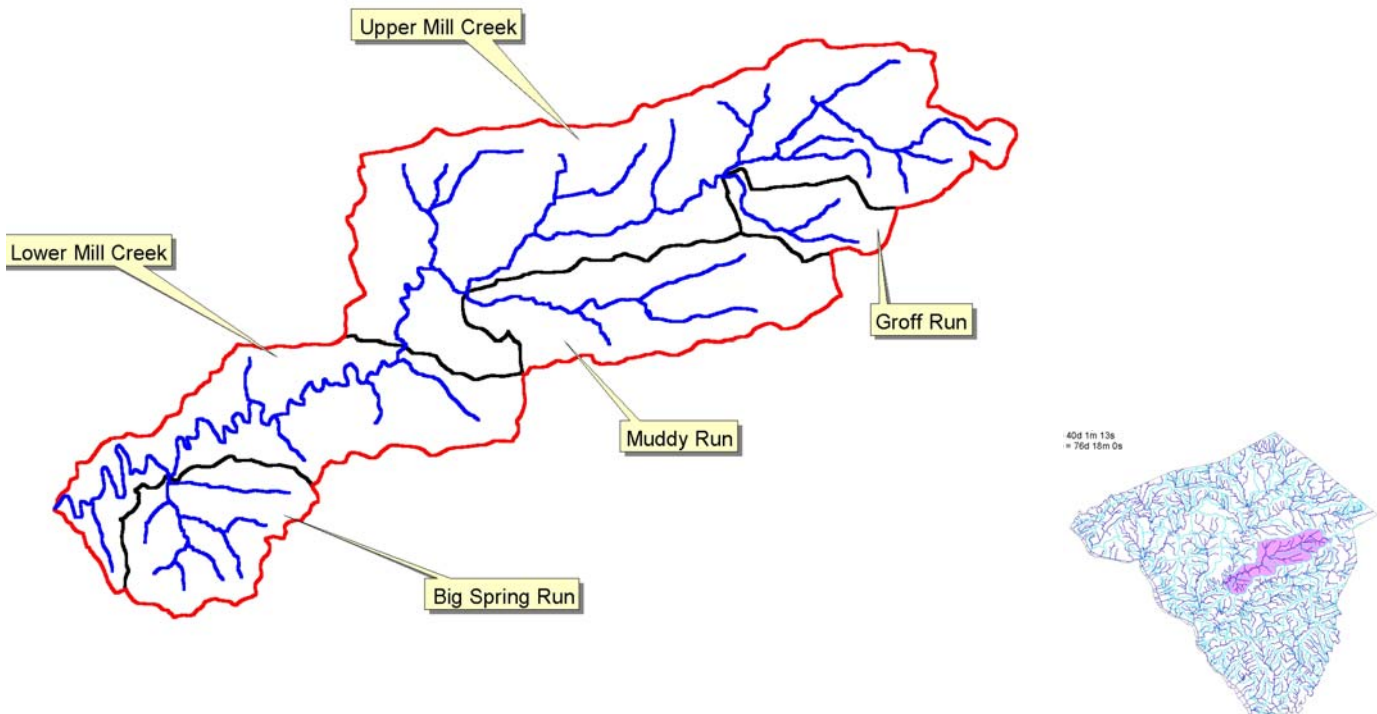 Upper Mill Creek
Lower Mill Creek
Groff Run
Muddy Run
40d 1m 13s
= 76d 18m 0s
Big Spring Run